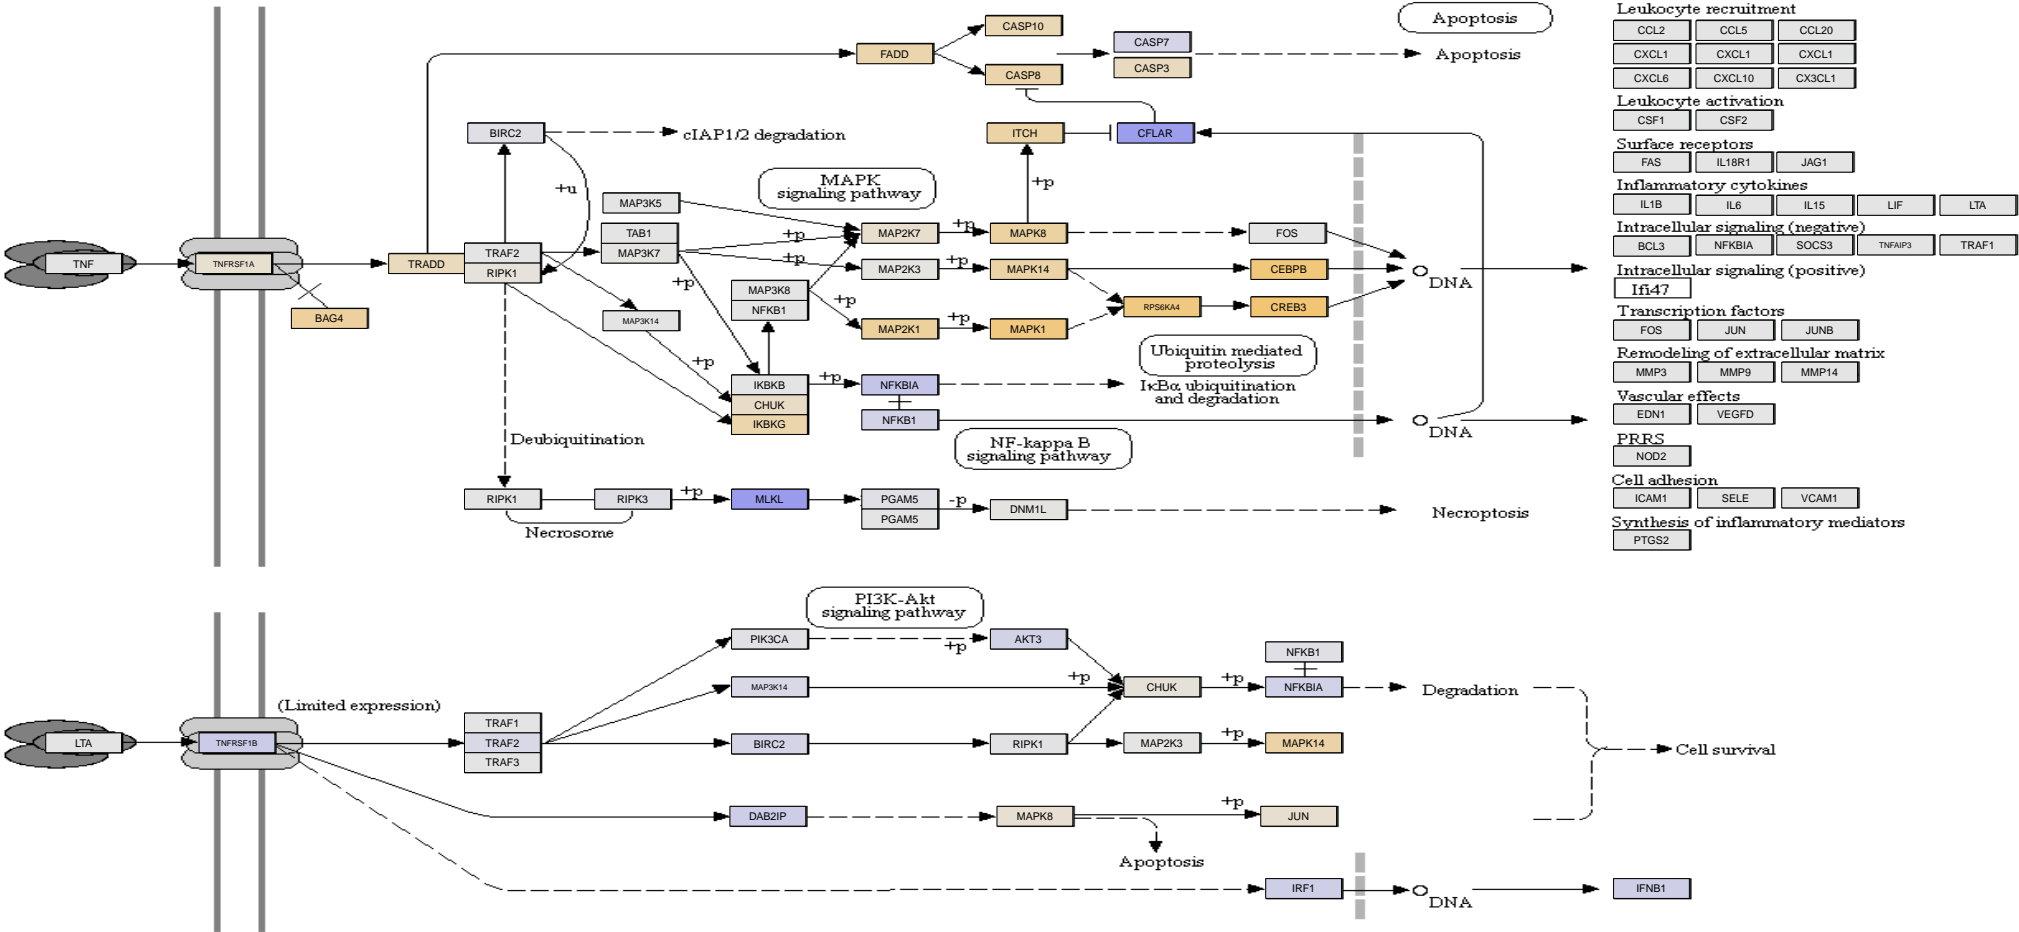 Apoptosis
CASP10
FADD
CASP7
Apoptosis
CASP8
CASP3
BIRC2
cIAP1/2 degradation
ITCH
CFLAR
+u
MAPK
signaling pathway
+p
MAP3K5
TAB1
MAP3K7
+p
+p
MAP2K7
+p
MAPK8
FOS
TNF
TNFRSF1A
TRADD
TRAF2
RIPK1
MAP2K3
+p
MAPK14
CEBPB
DNA
+p
MAP3K8
NFKB1
+p
RPS6KA4
CREB3
BAG4
MAP3K14
MAP2K1
+p
MAPK1
+p
Ubiquitin mediated
proteolysis
IKBKB
CHUK
IKBKG
+p
NFKBIA
IκBα ubiquitination
and degradation
NFKB1
DNA
Deubiquitination
NF-kappa B
signaling pathway
RIPK1
RIPK3
+p
MLKL
PGAM5
PGAM5
-p
DNM1L
Necroptosis
Necrosome
Leukocyte recruitment
CCL2 CCL5 CCL20
CXCL1 CXCL1 CXCL1
CXCL6 CXCL10 CX3CL1
Leukocyte activation
CSF1 CSF2
Surface receptors
FAS IL18R1 JAG1
Inflammatory cytokines
IL1B IL6 IL15 LIF LTA
Intracellular signaling (negative)
BCL3 NFKBIA SOCS3 TNFAIP3 TRAF1
Intracellular signaling (positive)
Ifi47
Transcription factors
FOS JUN JUNB
Remodeling of extracellular matrix
MMP3 MMP9 MMP14
Vascular effects
EDN1 VEGFD
PRRS
NOD2
Cell adhesion
ICAM1 SELE VCAM1
Synthesis of inflammatory mediators
PTGS2
PI3K-Akt
signaling pathway
PIK3CA
+p
AKT3
NFKB1
MAP3K14
+p
CHUK
+p
NFKBIA
Degradation
(Limited expression)
LTA
TNFRSF1B
TRAF1
TRAF2
TRAF3
BIRC2
RIPK1
MAP2K3
+p
MAPK14
Cell survival
DAB2IP
MAPK8
+p
JUN
Apoptosis
IRF1
DNA
IFNB1